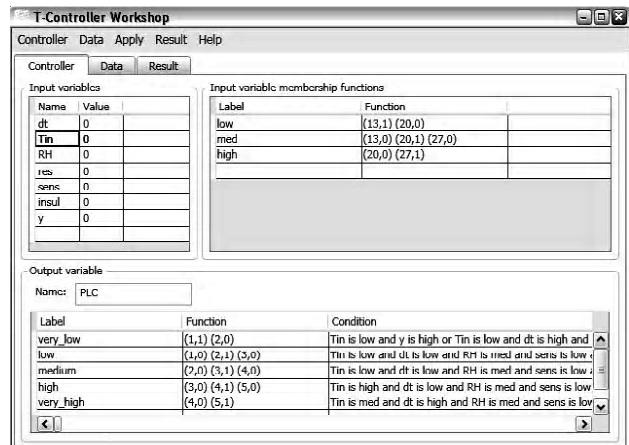 T-Controller Workshop
Controller Data Apply Result Help
Controller Data Result
Input variables
Name Value
dt 0
Tin 0
RH 0
res 0
sens 0
insul 0
y 0
Input variable membership functions
Label Function
low (13,1) (20,0)
med (13,0) (20,1) (27,0)
high (20,0) (27,1)
Output variable
Name: PLC
Label Function Condition
very_low (1,1) (2,0) Tin is low and y is high or Tin is low and dt is high and
low (1,0) (2,1) (3,0) Tin is low and dt is low and RH is med and sens is low
medium (2,0) (3,1) (4,0) Tin is low and dt is low and RH is med and sens is low
high (3,0) (4,1) (5,0) Tin is high and dt is low and RH is med and sens is low
very_high (4,0) (5,1) Tin is med and dt is high and RH is med and sens is lov